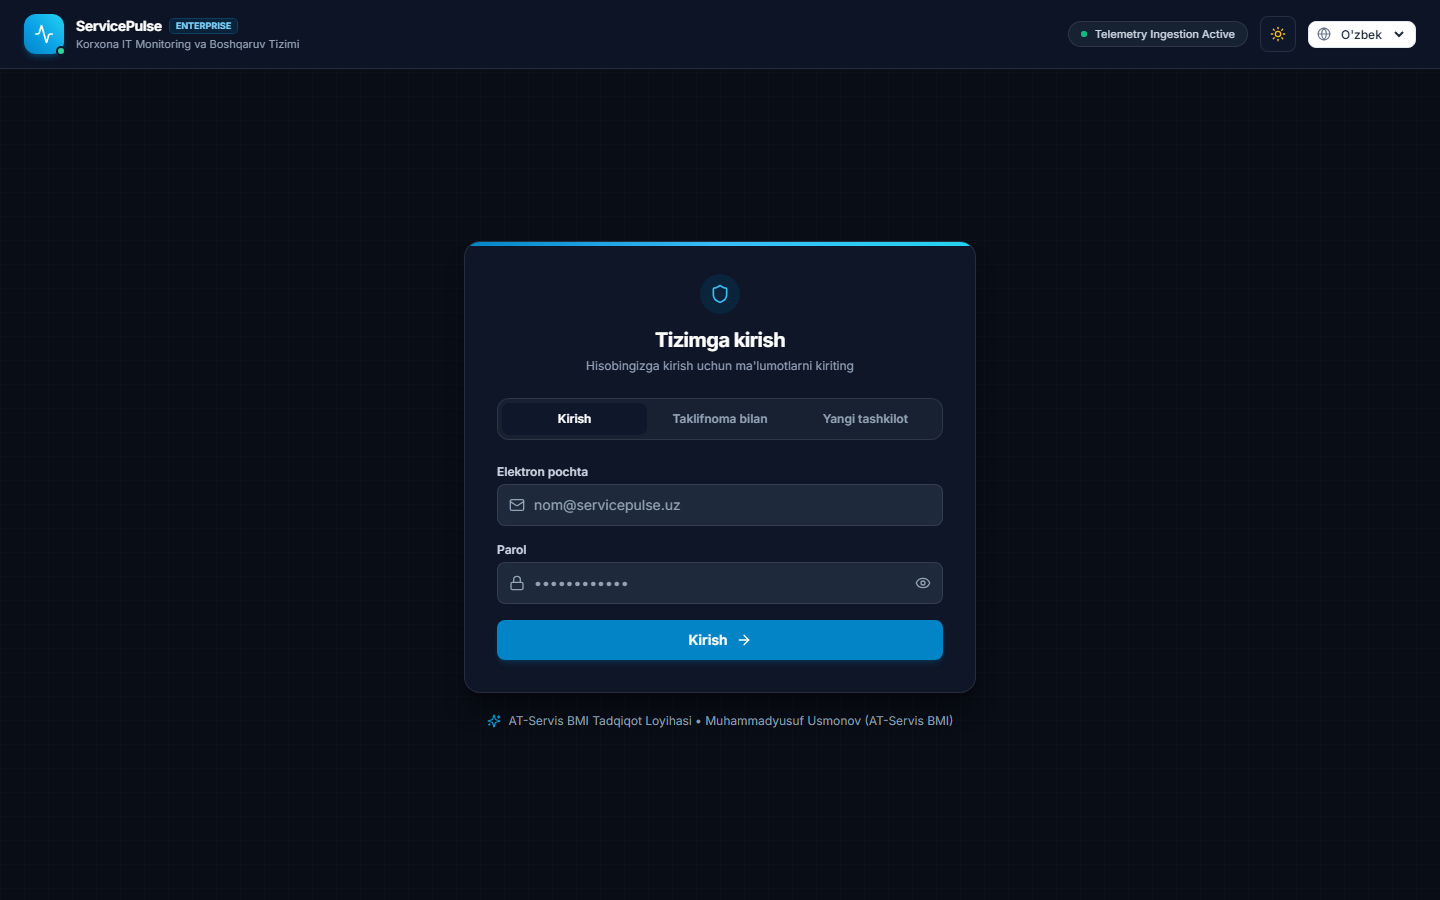 ServicePulse ENTERPRISE
Korxona IT Monitoring va Boshqaruv Tizimi
Telemetry Ingestion Active
O'zbek
Tizimga kirish
Hisobingizga kirish uchun ma'lumotlarni kiriting
Kirish Taklifnoma bilan Yangi tashkilot
Elektron pochta
nom@servicepulse.uz
Parol
••••••••••••
Kirish →
AT-Servis BMI Tadqiqot Loyihasi • Muhammadyusuf Usmonov (AT-Servis BMI)